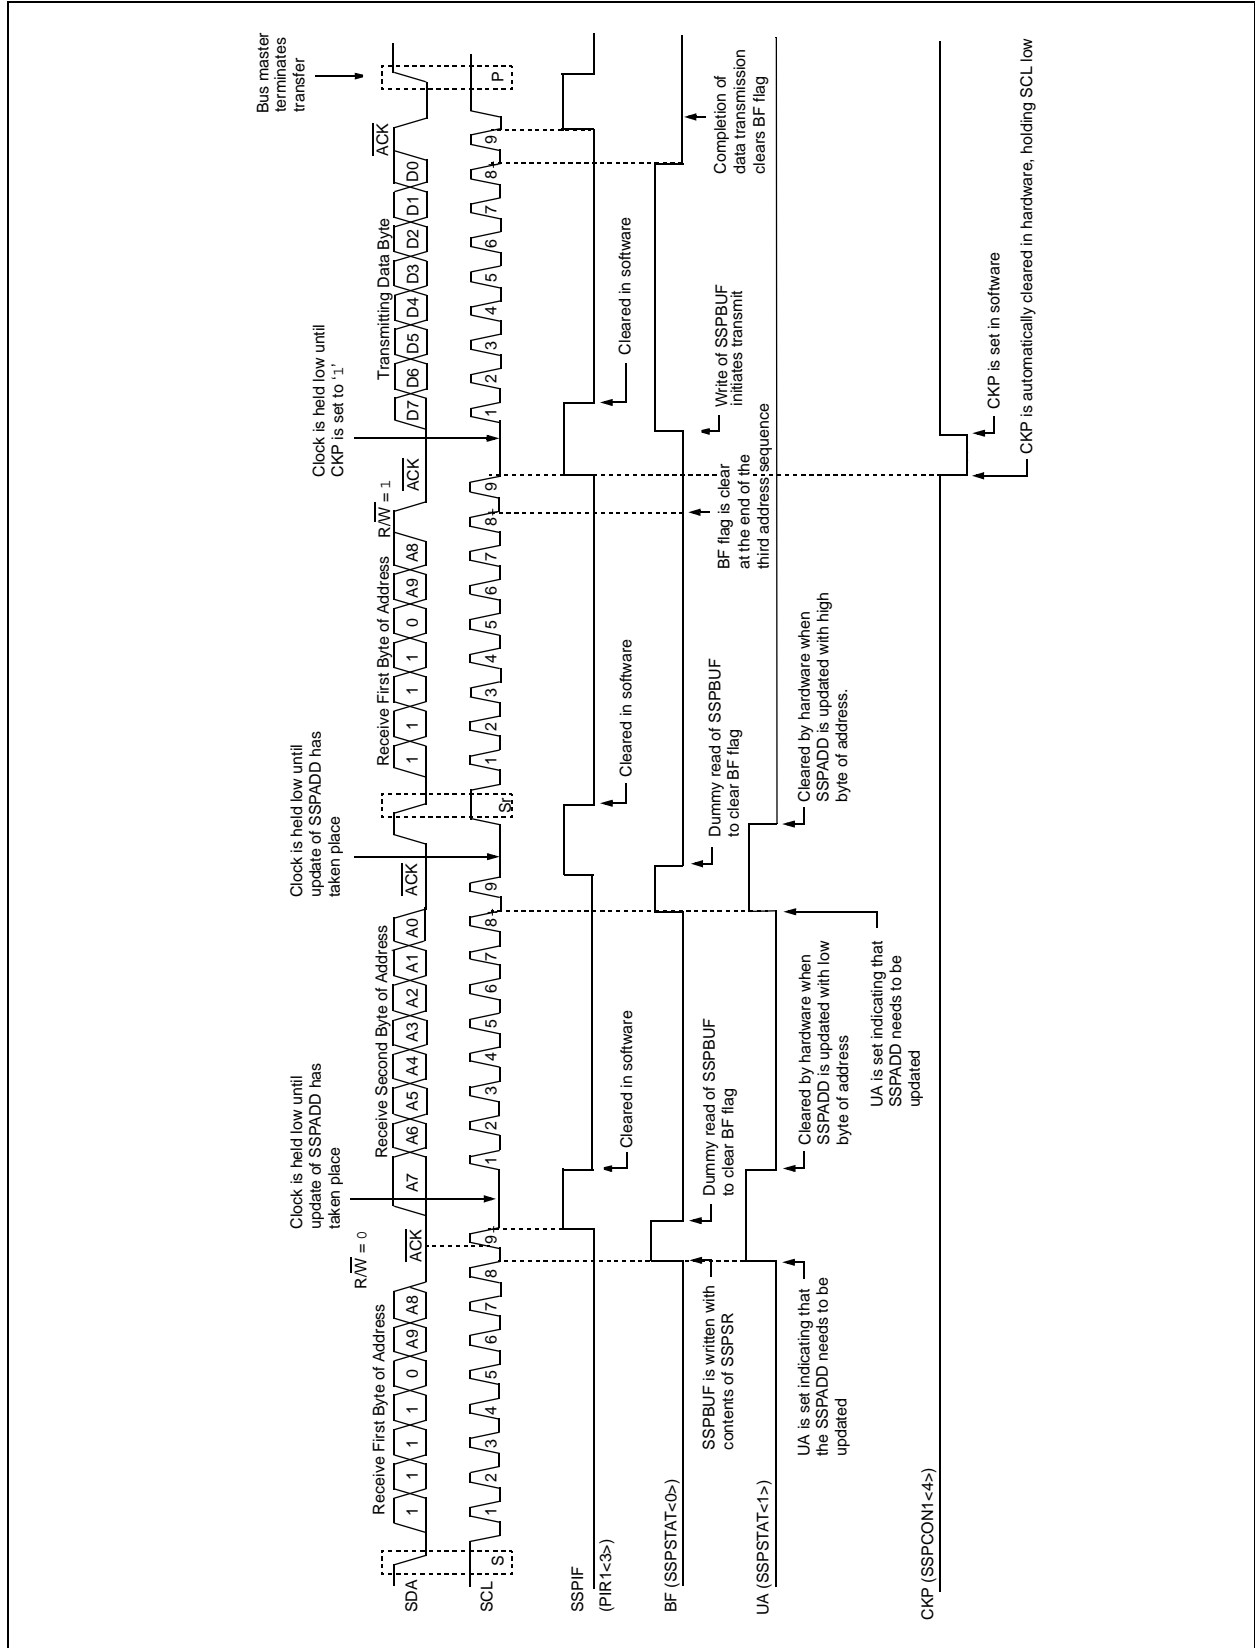 Bus master
terminates
transfer
Clock is held low until
CKP is set to ‘1’
Clock is held low until
update of SSPADD has
taken place
Clock is held low until
update of SSPADD has
taken place
R/W = 0
R/W = 1
Receive First Byte of Address
ACK
Receive Second Byte of Address
ACK
Receive First Byte of Address
ACK
Transmitting Data Byte
ACK
SDA
1 1 1 1 0 A9 A8
A7 A6 A5 A4 A3 A2 A1 A0
1 1 1 1 0 A9 A8
D7 D6 D5 D4 D3 D2 D1 D0
SCL
S 1 2 3 4 5 6 7 8 9
1 2 3 4 5 6 7 8 9
Sr 1 2 3 4 5 6 7 8 9
1 2 3 4 5 6 7 8 9 P
SSPIF
(PIR1<3>)
Cleared in software
Cleared in software
Cleared in software
BF (SSPSTAT<0>)
SSPBUF is written with
contents of SSPSR
Dummy read of SSPBUF
to clear BF flag
Dummy read of SSPBUF
to clear BF flag
BF flag is clear
at the end of the
third address sequence
Write of SSPBUF
initiates transmit
Completion of
data transmission
clears BF flag
UA (SSPSTAT<1>)
UA is set indicating that
the SSPADD needs to be
updated
Cleared by hardware when
SSPADD is updated with low
byte of address
UA is set indicating that
SSPADD needs to be
updated
Cleared by hardware when
SSPADD is updated with high
byte of address.
CKP (SSPCON1<4>)
CKP is set in software
CKP is automatically cleared in hardware, holding SCL low